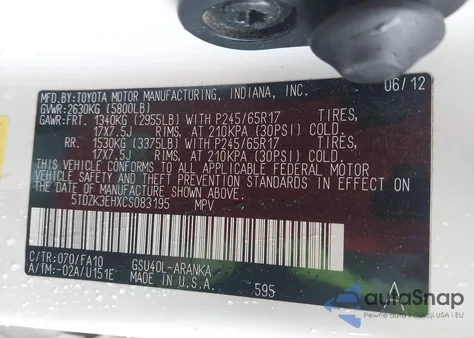 MFD.BY:TOYOTA MOTOR MANUFACTURING, INDIANA, INC. 06/12
GVWR: 2630KG (5800LB)
GAWR:FRT. 1340KG (2955LB) WITH P245/65R17 TIRES,
17X7.5J RIMS, AT 210KPA (30PSI) COLD.
RR. 1530KG (3375LB) WITH P245/65R17 TIRES,
17X7.5J RIMS, AT 210KPA (30PSI) COLD.
THIS VEHICLE CONFORMS TO ALL APPLICABLE FEDERAL MOTOR
VEHICLE SAFETY AND THEFT PREVENTION STANDARDS IN EFFECT ON
THE DATE OF MANUFACTURE SHOWN ABOVE.
5TDZK3EHXCS083195 MPV
C/TR:070/FA10 GSU40L-ARANKA
A/TM:-02A/U151E MADE IN U.S.A. 595
autoSnap
Pewne auto z USA i EU